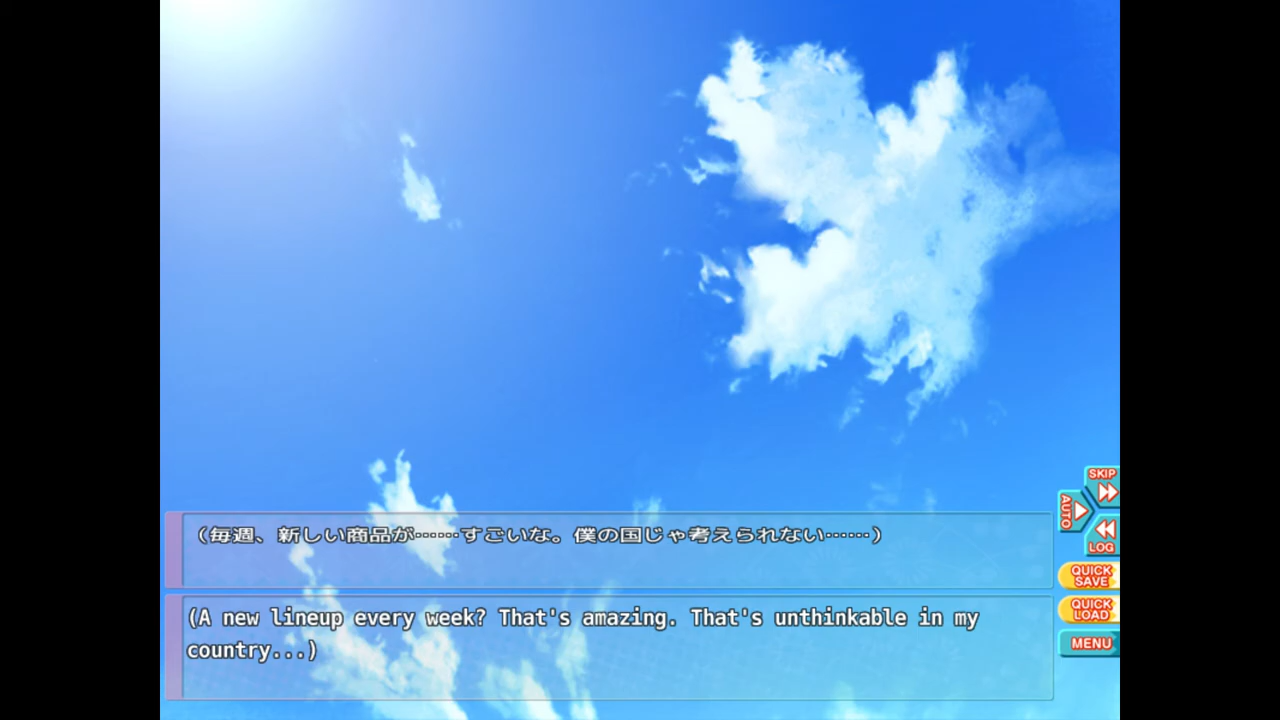 （毎週、新しい商品が……すごいな。僕の国じゃ考えられない……）
(A new lineup every week? That's amazing. That's unthinkable in my
country...)
SKIP
AUTO
LOG
QUICK
SAVE
QUICK
LOAD
MENU